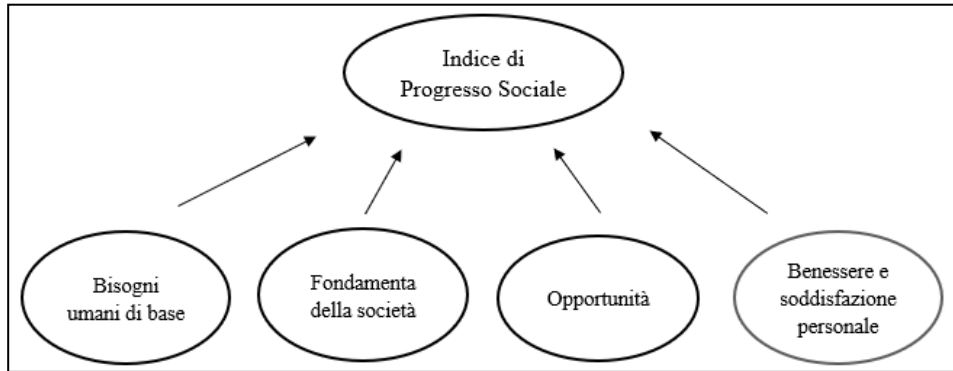 Indice di
Progresso Sociale
Bisogni
umani di base
Fondamenta
della società
Opportunità
Benessere e
soddisfazione
personale